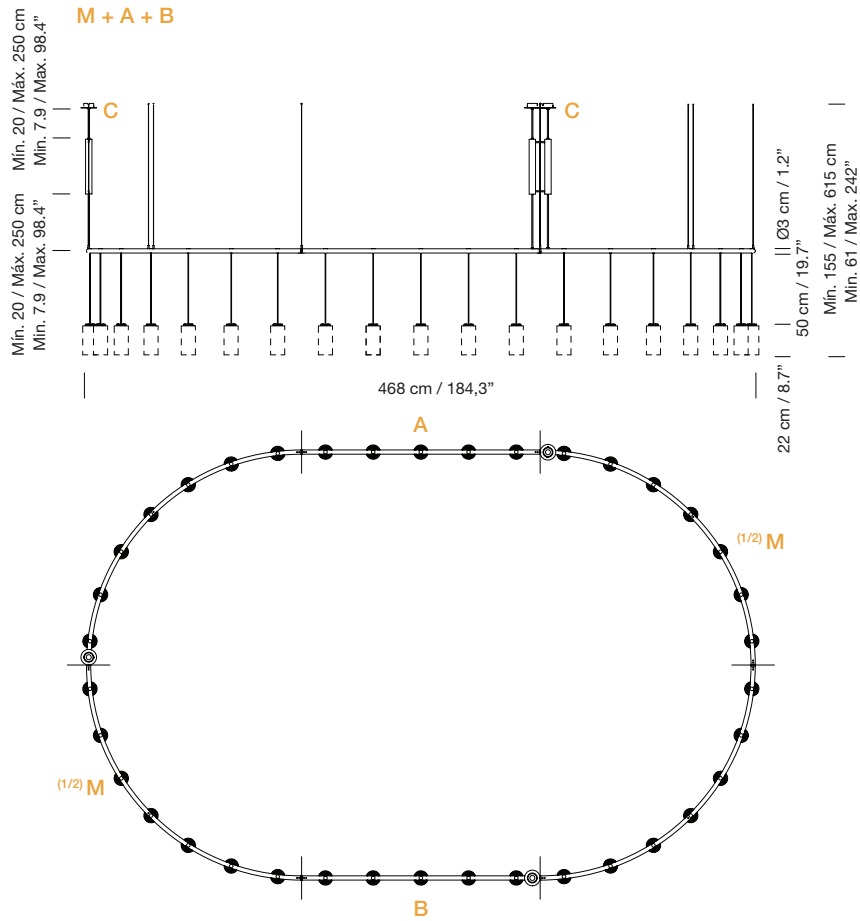 M + A + B
Mín. 20 / Máx. 250 cm
Min. 7.9 / Max. 98.4”
C
C
Mín. 20 / Máx. 250 cm
Min. 7.9 / Max. 98.4”
Ø3 cm / 1.2”
50 cm / 19.7”
22 cm / 8.7”
Mín. 155 / Máx. 615 cm
Min. 61 / Max. 242”
468 cm / 184,3”
A
(1/2) M
(1/2) M
B